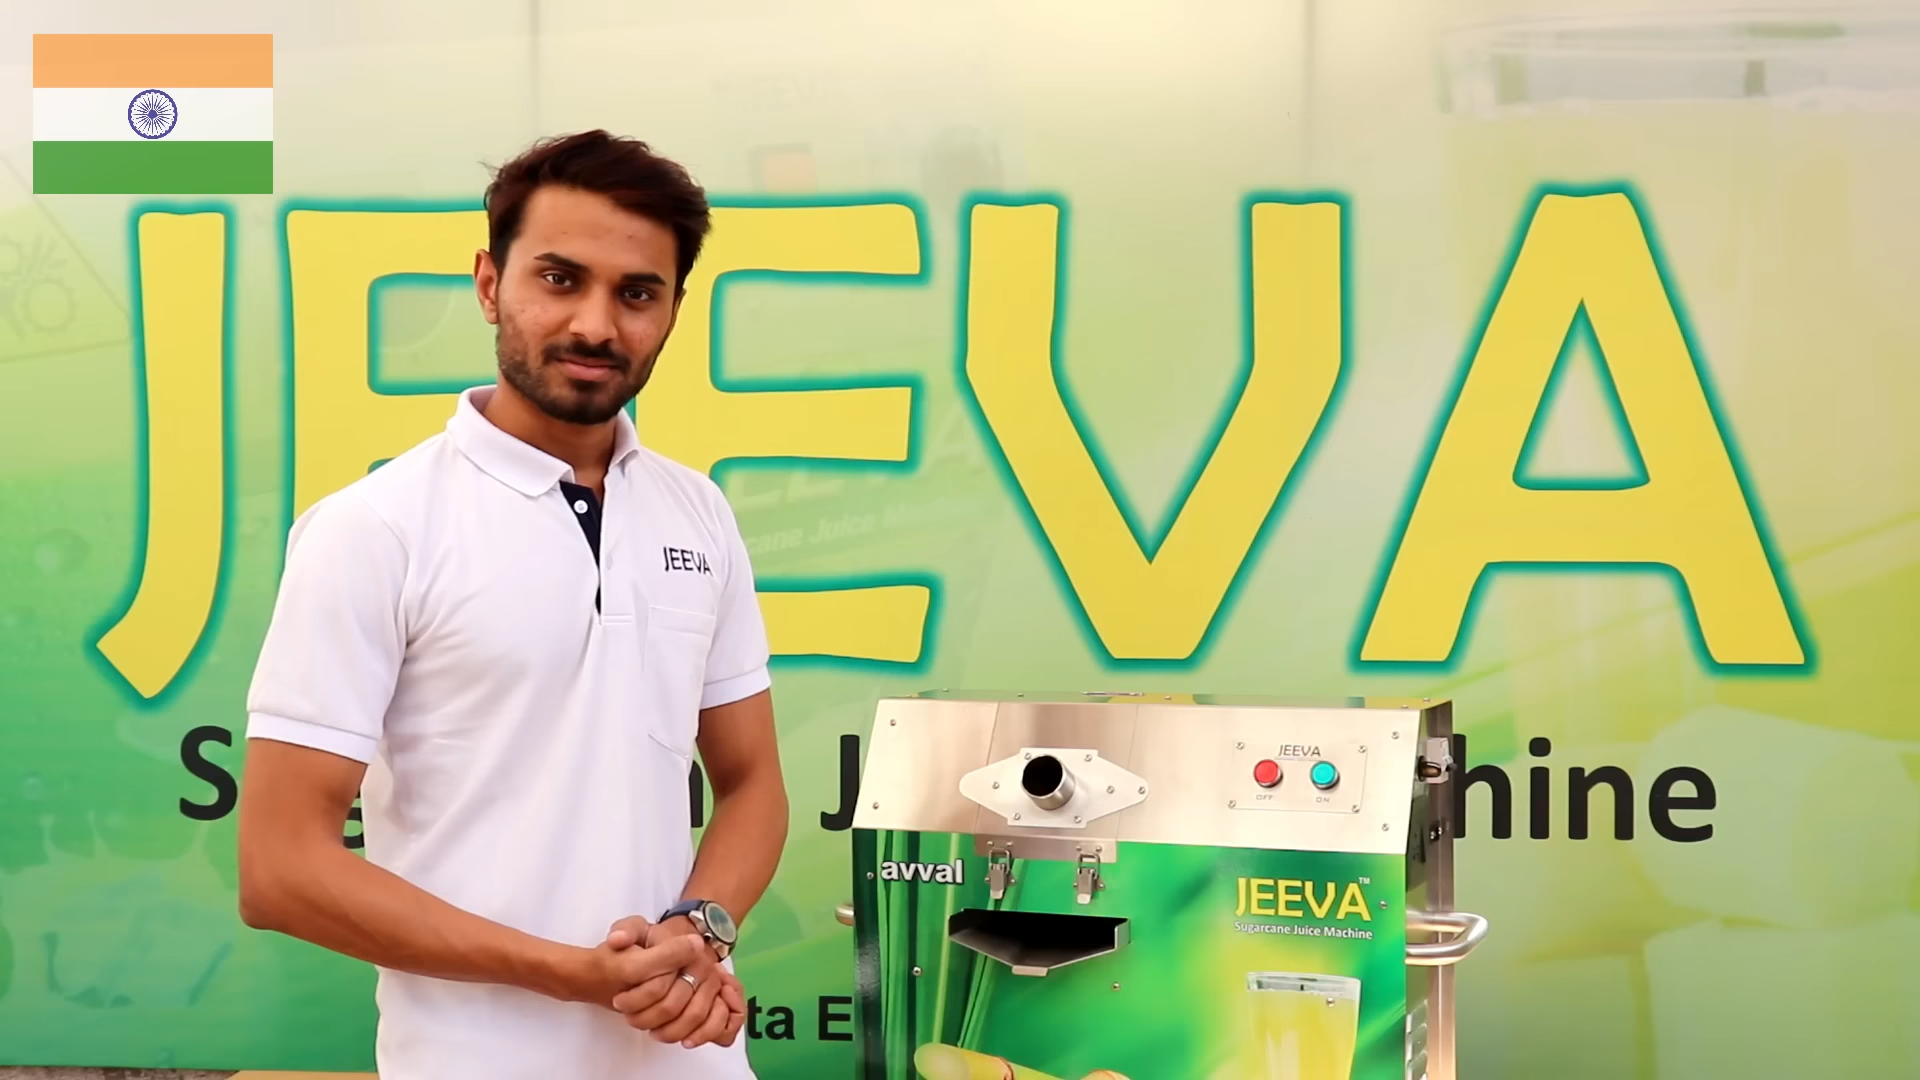 JEEVA
JEEVA
JEEVA
OFF ON
avval
JEEVA™
Sugarcane Juice Machine
hine
ta E